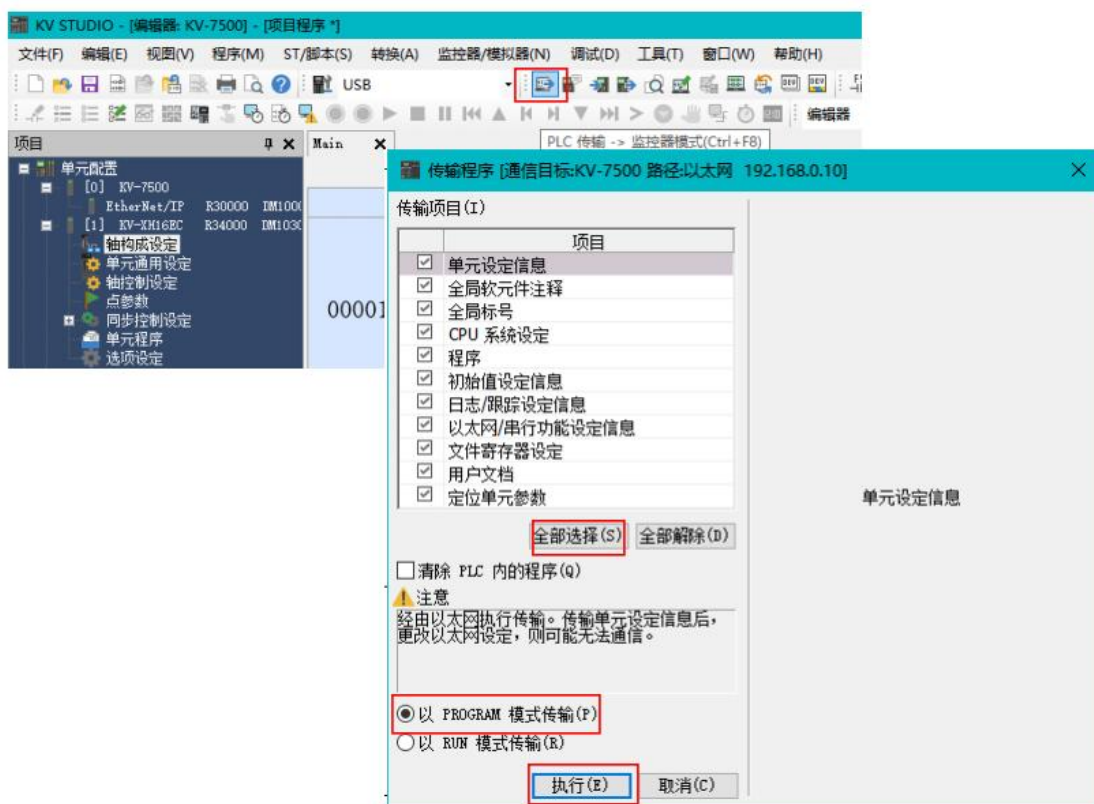 KV STUDIO - [编辑器: KV-7500] - [项目程序 *]
文件(F) 编辑(E) 视图(V) 程序(M) ST/脚本(S) 转换(A) 监控器/模拟器(N) 调试(D) 工具(T) 窗口(W) 帮助(H)
USB
编辑器
项目
Main
PLC 传输 -> 监控器模式(Ctrl+F8)
单元配置
[0] KV-7500
EtherNet/IP R30000 DM1000
[1] KV-XH16EC R34000 DM1030
轴构成设定
单元通用设定
轴控制设定
点参数
同步控制设定
单元程序
选项设定
00001
传输程序 [通信目标:KV-7500 路径:以太网 192.168.0.10]
传输项目(I)
项目
单元设定信息
全局软元件注释
全局标号
CPU 系统设定
程序
初始值设定信息
日志/跟踪设定信息
以太网/串行功能设定信息
文件寄存器设定
用户文档
定位单元参数
单元设定信息
全部选择(S) 全部解除(D)
清除 PLC 内的程序(Q)
注意
经由以太网执行传输。传输单元设定信息后，
更改以太网设定，则可能无法通信。
以 PROGRAM 模式传输(P)
以 RUN 模式传输(R)
执行(E) 取消(C)